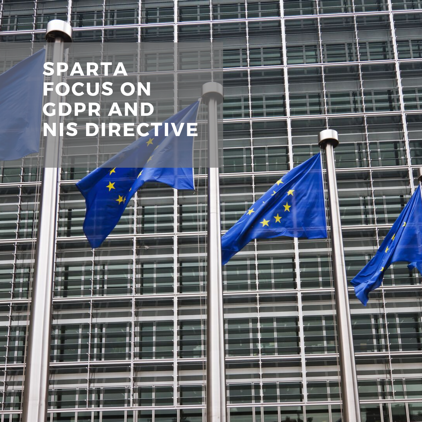 SPARTA
FOCUS ON
GDPR AND
NIS DIRECTIVE